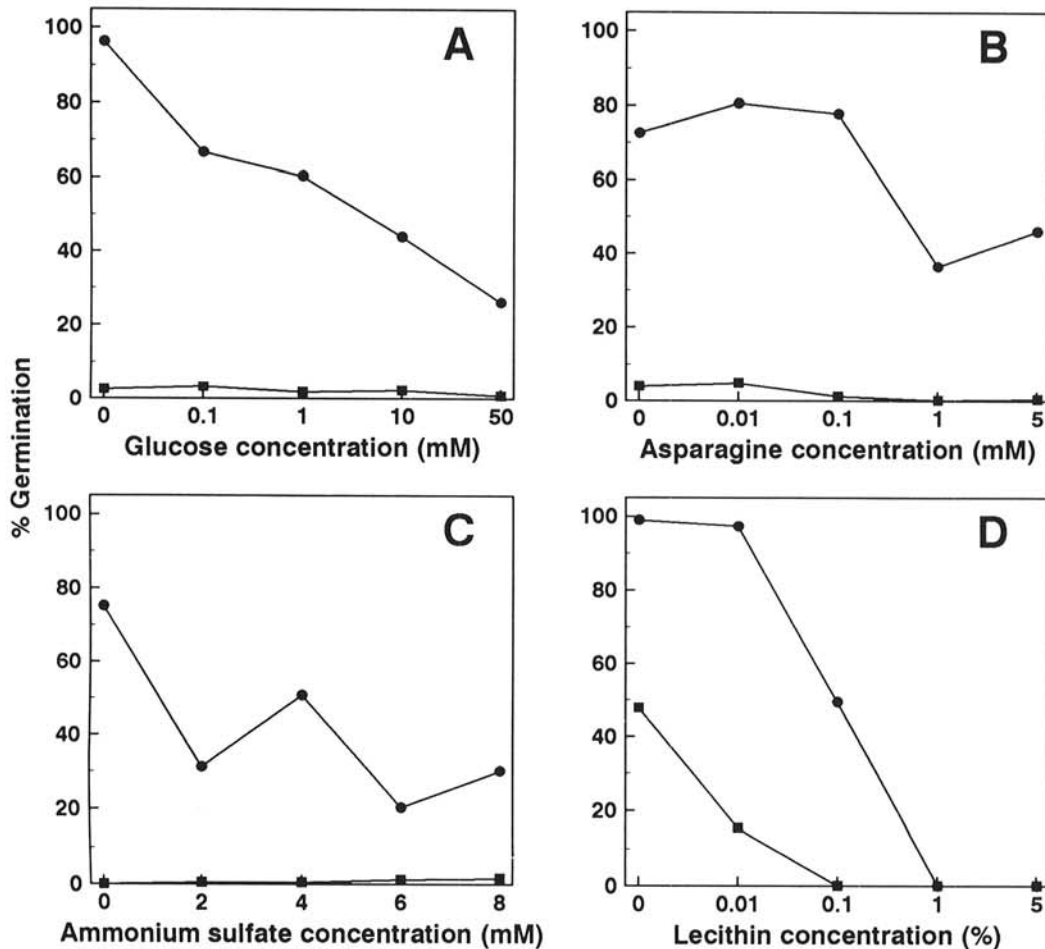 % Germination
A
100
80
60
40
20
0
0 0.1 1 10 50
Glucose concentration (mM)
B
100
80
60
40
20
0
0 0.01 0.1 1 5
Asparagine concentration (mM)
C
100
80
60
40
20
0
0 2 4 6 8
Ammonium sulfate concentration (mM)
D
100
80
60
40
20
0
0 0.01 0.1 1 5
Lecithin concentration (%)